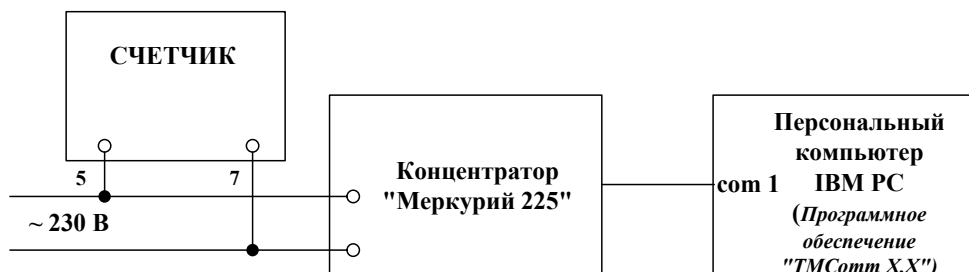 СЧЕТЧИК
5
7
~ 230 В
Концентратор
"Меркурий 225"
com 1
Персональный
компьютер
IBM PC
(Программное
обеспечение
"TMComm X.X")